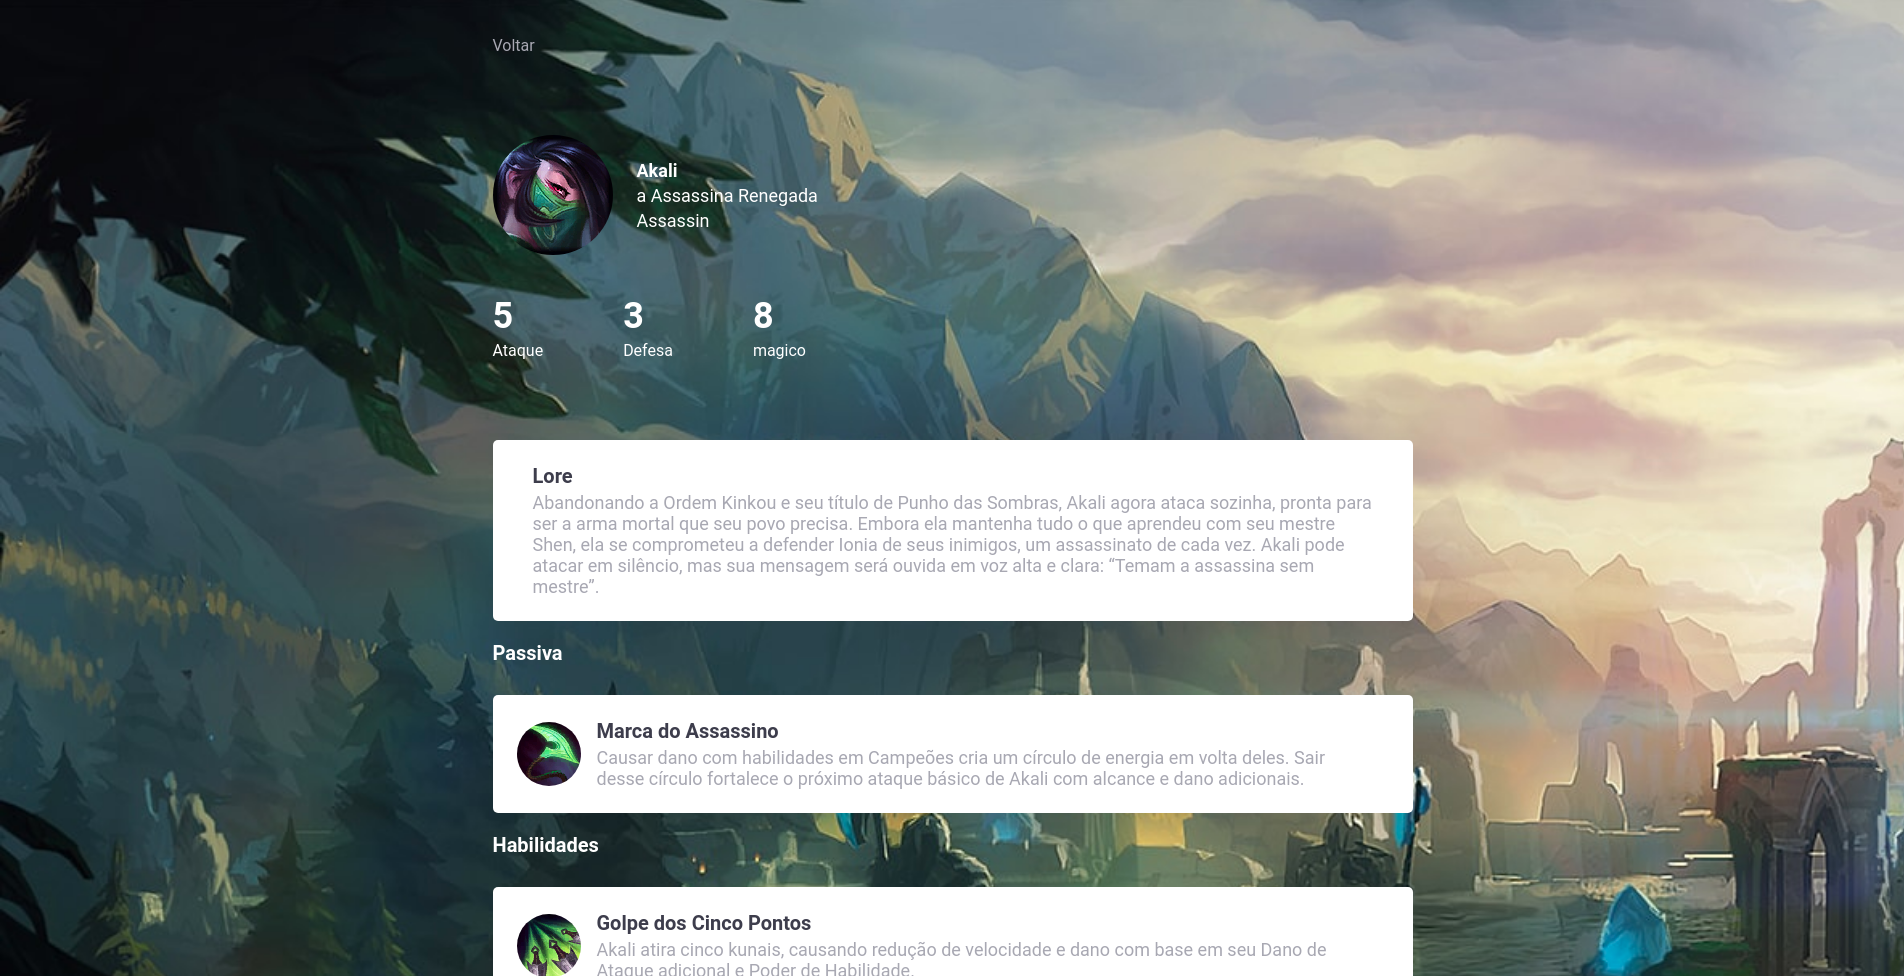 Voltar
Akali
a Assassina Renegada
Assassin
5
3
8
Ataque
Defesa
magico
Lore
Abandonando a Ordem Kinkou e seu título de Punho das Sombras, Akali agora ataca sozinha, pronta para
ser a arma mortal que seu povo precisa. Embora ela mantenha tudo o que aprendeu com seu mestre
Shen, ela se comprometeu a defender Ionia de seus inimigos, um assassinato de cada vez. Akali pode
atacar em silêncio, mas sua mensagem será ouvida em voz alta e clara: “Temam a assassina sem
mestre”.
Passiva
Marca do Assassino
Causar dano com habilidades em Campeões cria um círculo de energia em volta deles. Sair
desse círculo fortalece o próximo ataque básico de Akali com alcance e dano adicionais.
Habilidades
Golpe dos Cinco Pontos
Akali atira cinco kunais, causando redução de velocidade e dano com base em seu Dano de
Ataque adicional e Poder de Habilidade.